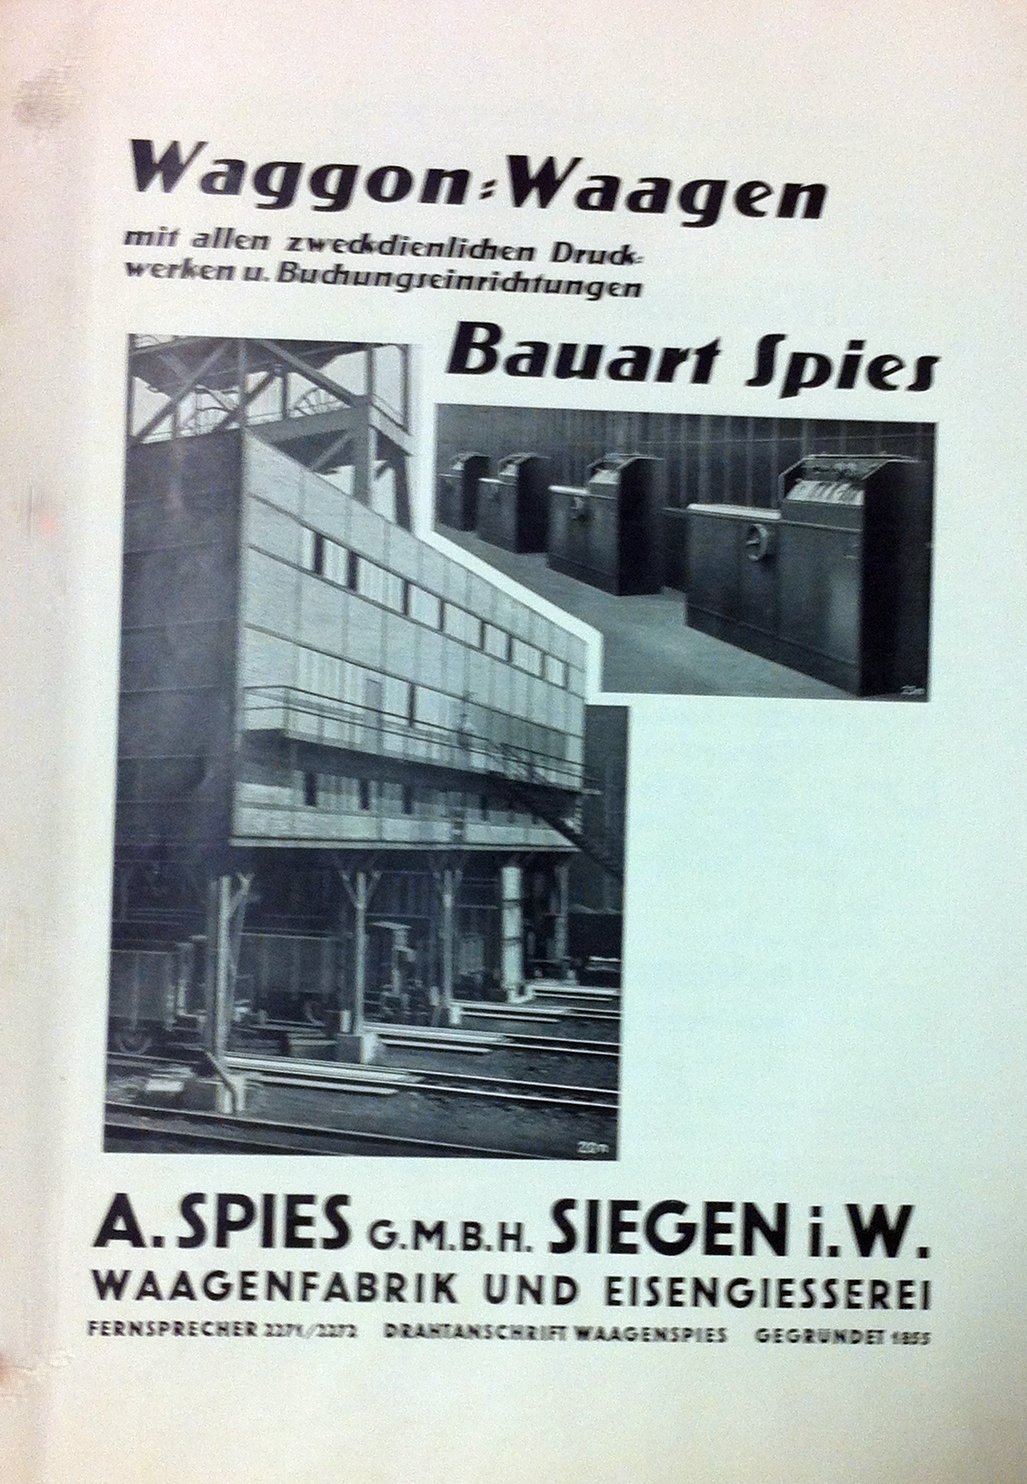 Waggon-Waagen
mit allen zweckdienlichen Druck-
werken u. Buchungseinrichtungen
Bauart Spies
A. SPIES G.M.B.H. SIEGEN i.W.
WAAGENFABRIK UND EISENGIESSEREI
FERNSPRECHER 2271/2272 DRAHTANSCHRIFT WAAGENSPIES GEGRÜNDET 1855